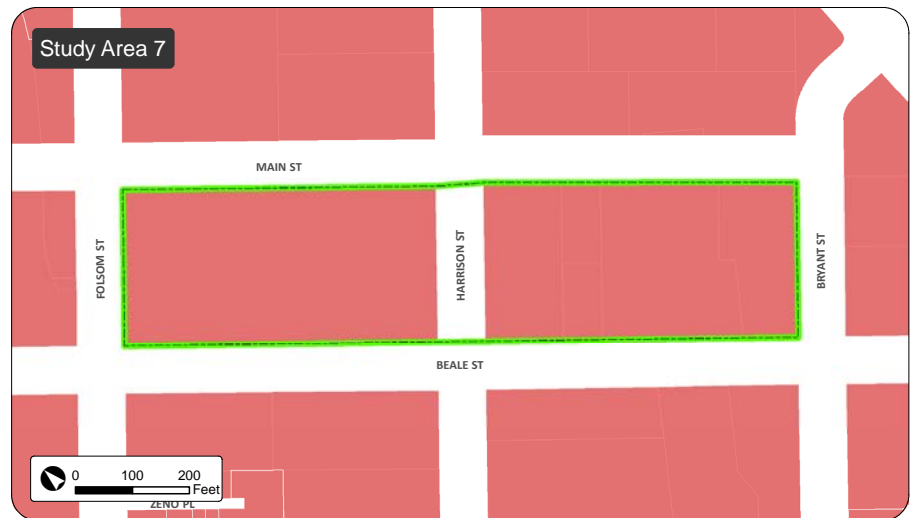 Study Area 7
MAIN ST
FOLSOM ST
HARRISON ST
BRYANT ST
BEALE ST
0 100 200
Feet
ZENO PL